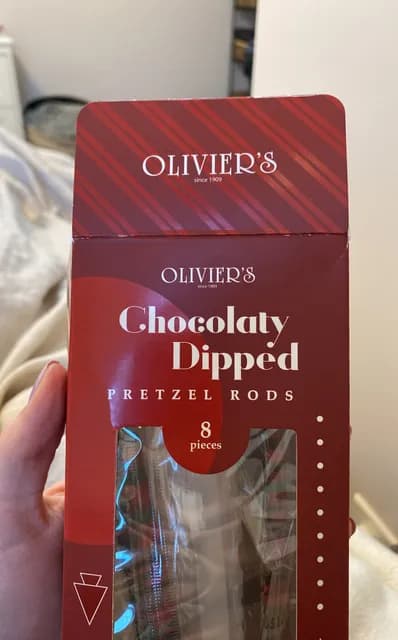 OLIVIER'S
since 1909
OLIVIER'S
since 1909
Chocolaty
Dipped
PRETZEL RODS
8
pieces